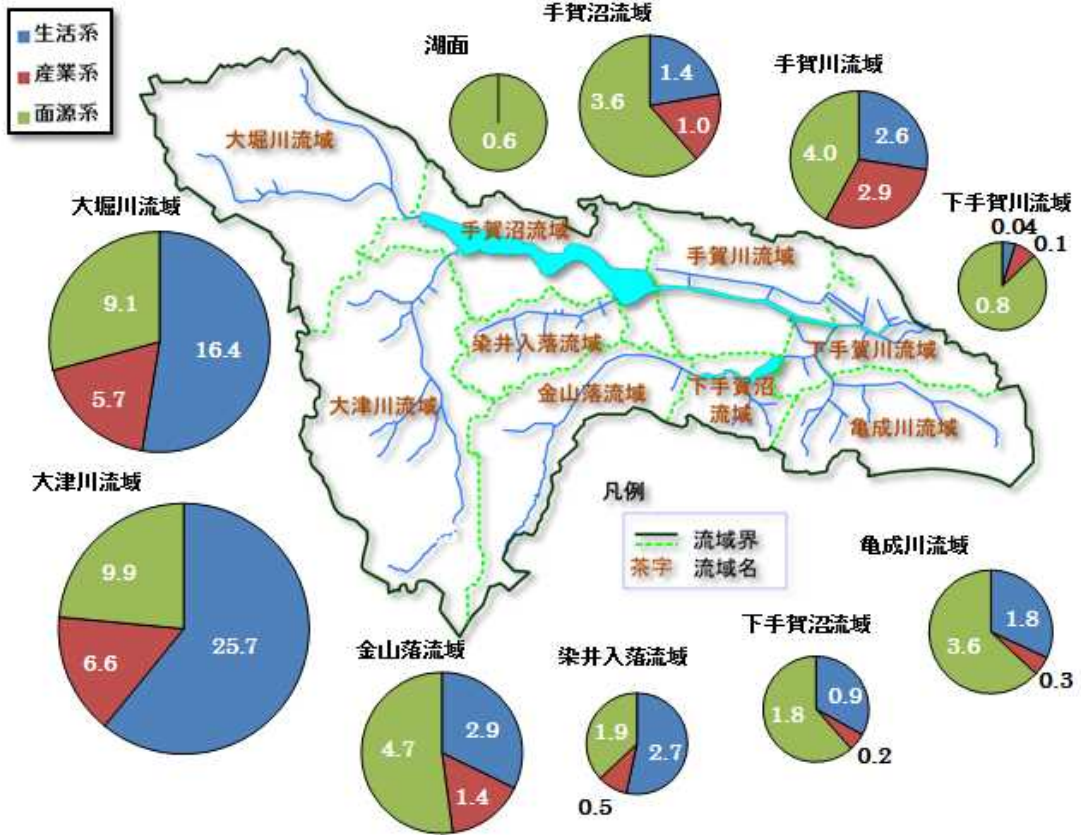 生活系
産業系
面源系
湖面
0.6
手賀沼流域
1.4
3.6
1.0
手賀川流域
2.6
4.0
2.9
下手賀川流域
0.04
0.1
0.8
大堀川流域
9.1
16.4
5.7
大堀川流域
手賀沼流域
手賀川流域
染井入落流域
下手賀川流域
大津川流域
金山落流域
下手賀沼
流域
亀成川流域
凡例
流域界
茶字 流域名
大津川流域
9.9
25.7
6.6
金山落流域
2.9
4.7
1.4
染井入落流域
1.9
2.7
0.5
下手賀沼流域
0.9
1.8
0.2
亀成川流域
1.8
3.6
0.3